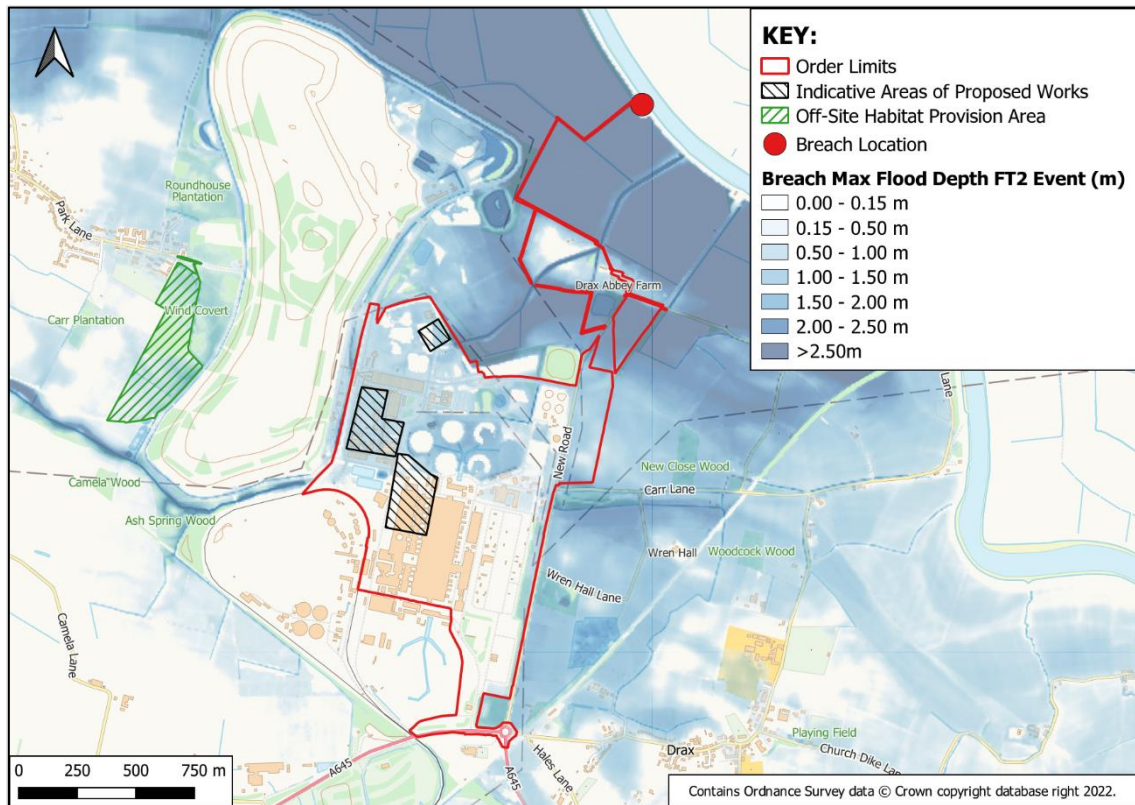 KEY:
Order Limits
Indicative Areas of Proposed Works
Off-Site Habitat Provision Area
Breach Location
Breach Max Flood Depth FT2 Event (m)
0.00 - 0.15 m
0.15 - 0.50 m
0.50 - 1.00 m
1.00 - 1.50 m
1.50 - 2.00 m
2.00 - 2.50 m
>2.50m
Roundhouse
Plantation
Park Lane
Wind Covert
Carr Plantation
Drax Abbey Farm
Lane
New Road
New Close Wood
Carr Lane
Camela Wood
Ash Spring Wood
Wren Hall
Woodcock Wood
Wren Hall Lane
Camela Lane
Playing Field
Drax
Church Dike Lane
Hales Lane
A645
A645
0 250 500 750 m
Contains Ordnance Survey data © Crown copyright database right 2022.